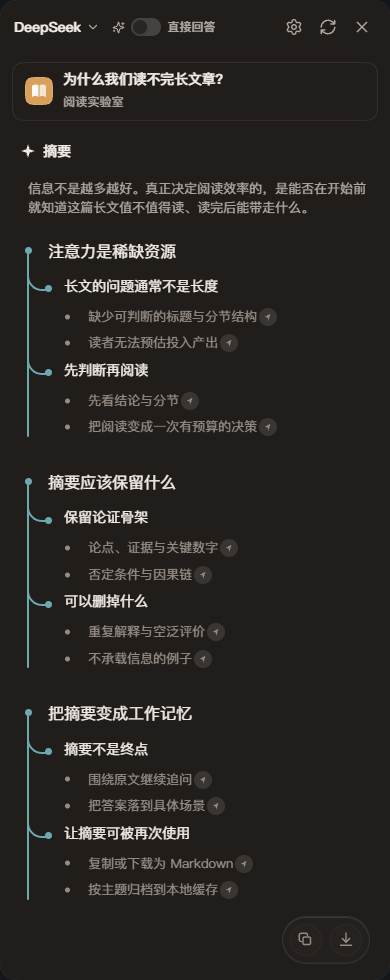 DeepSeek
直接回答
为什么我们读不完长文章?
阅读实验室
摘要
信息不是越多越好。真正决定阅读效率的，是能否在开始前
就知道这篇长文值不值得读、读完后能带走什么。
注意力是稀缺资源
长文的问题通常不是长度
缺少可判断的标题与分节结构
读者无法预估投入产出
先判断再阅读
先看结论与分节
把阅读变成一次有预算的决策
摘要应该保留什么
保留论证骨架
论点、证据与关键数字
否定条件与因果链
可以删掉什么
重复解释与空泛评价
不承载信息的例子
把摘要变成工作记忆
摘要不是终点
围绕原文继续追问
把答案落到具体场景
让摘要可被再次使用
复制或下载为 Markdown
按主题归档到本地缓存